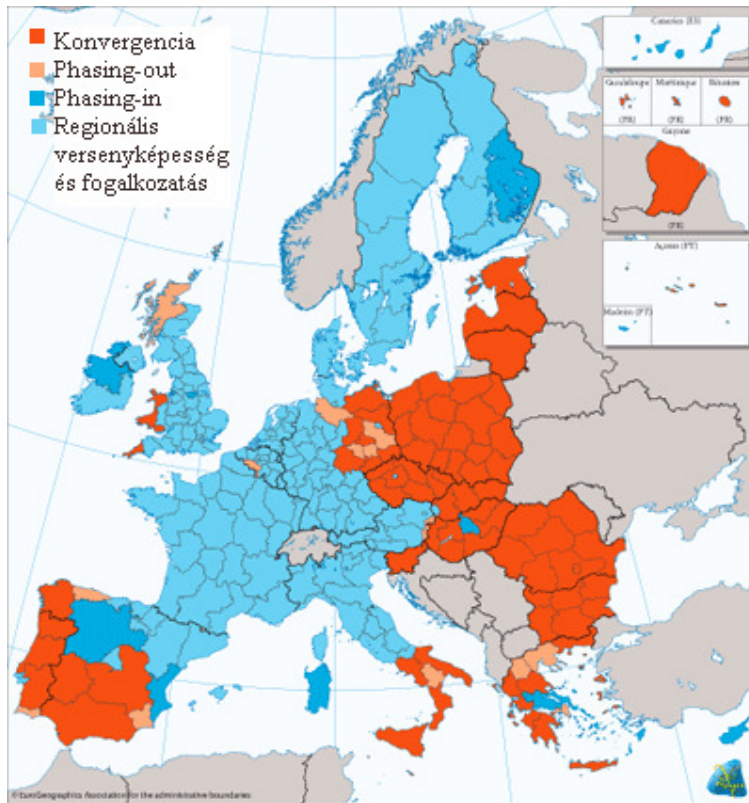 Konvergencia
Phasing-out
Phasing-in
Regionális
versenyképesség
és fogalkozatás
Canarias (ES)
Guadeloupe Martinique Réunion
(FR) (FR) (FR)
Guyane
(FR)
Açores (PT)
Madeira (PT)
© EuroGeographics Association for the administrative boundaries